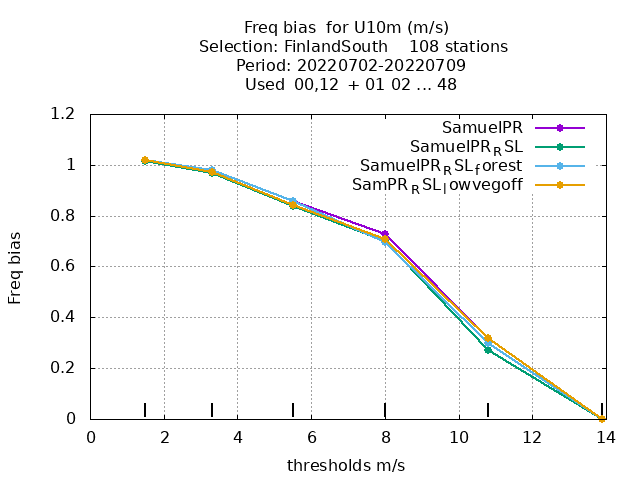 Freq bias for U10m (m/s)
Selection: FinlandSouth 108 stations
Period: 20220702-20220709
Used 00,12 + 01 02 ... 48
SamuelPR
SamuelPR_RSL
SamuelPR_RSL_forest
SamPR_RSL_lowvegoff
Freq bias
1.2
1
0.8
0.6
0.4
0.2
0
0 2 4 6 8 10 12 14
thresholds m/s